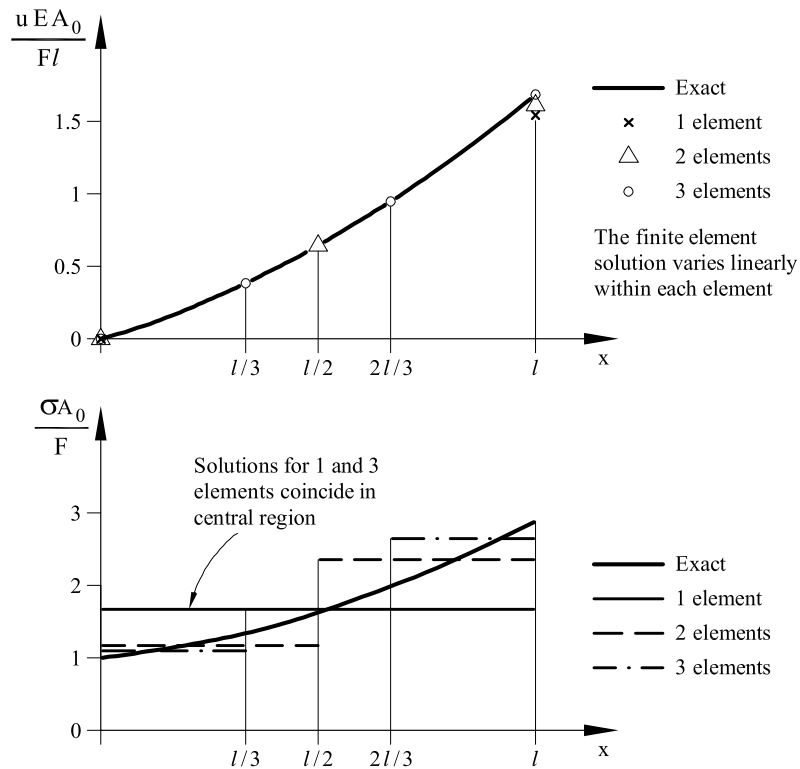 u E A₀
F l
1.5
1
0.5
0
l/3
l/2
2l/3
l
x
Exact
1 element
2 elements
3 elements
The finite element
solution varies linearly
within each element
σA₀
F
Solutions for 1 and 3
elements coincide in
central region
3
2
1
0
l/3
l/2
2l/3
l
x
Exact
1 element
2 elements
3 elements